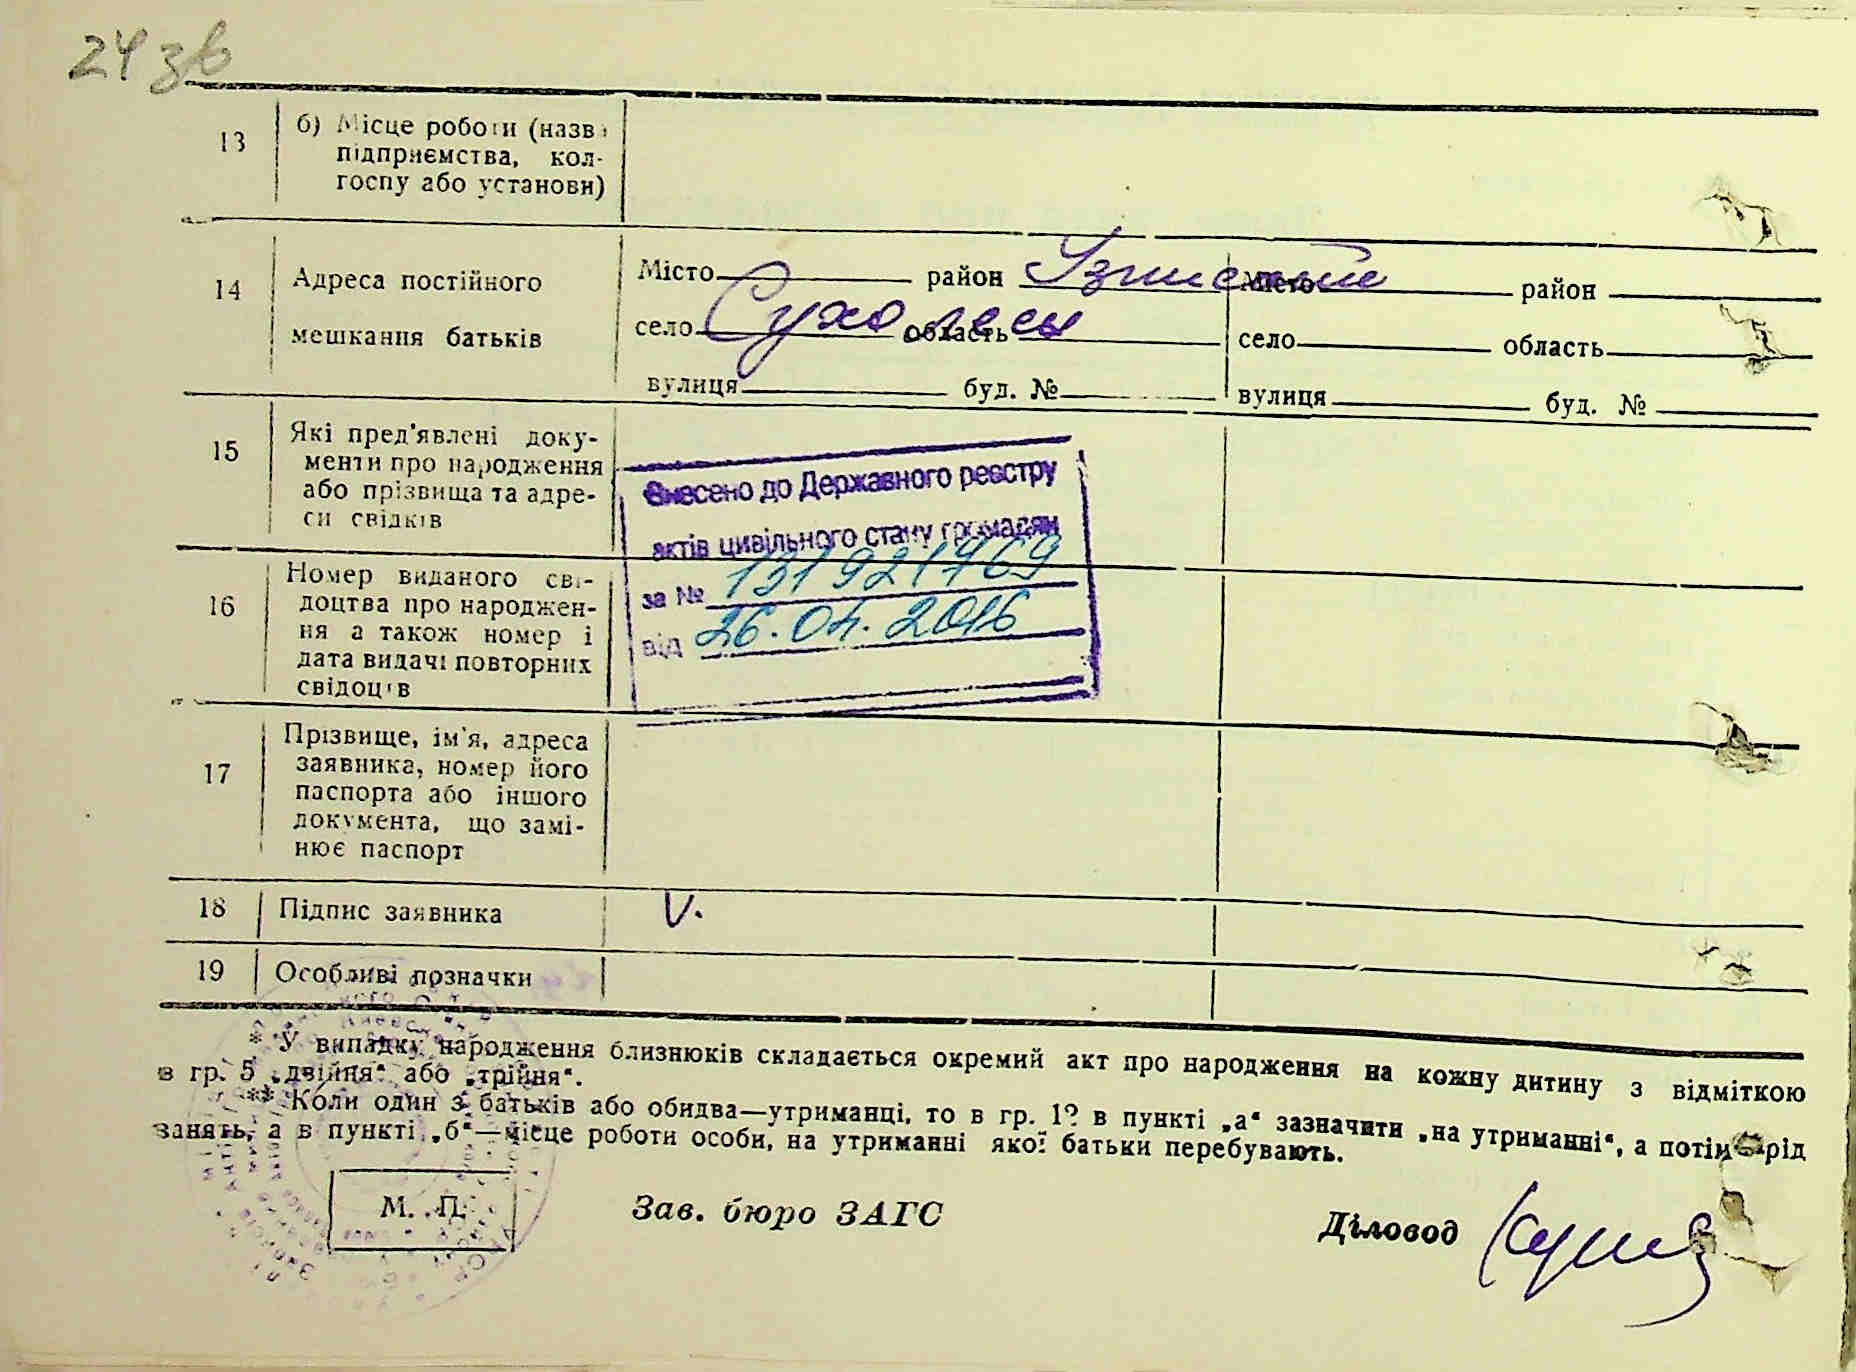 24 зв
13
б) Місце роботи (назва
підприємства, кол-
госпу або установи)
14
Адреса постійного
мешкання батьків
Місто район Узинський
село Сухолесы область
вулиця буд. №
Місто район
село область
вулиця буд. №
15
Які пред'явлені доку-
менти про народження
або прізвища та адре-
си свідків
Внесено до Державного реєстру
актів цивільного стану громадян
за № 131921769
від 26.04.2016
16
Номер виданого сві-
доцтва про народжен-
ня а також номер і
дата видачі повторних
свідоцтв
17
Прізвище, ім'я, адреса
заявника, номер його
паспорта або іншого
документа, що замі-
нює паспорт
18 Підпис заявника V.
19 Особливі позначки
* У випадку народження близнюків складається окремий акт про народження на кожну дитину з відміткою
в гр. 5 „двійня“ або „трійня“.
** Коли один з батьків або обидва—утриманці, то в гр. 13 в пункті „а“ зазначити „на утриманні“, а потім рід
занять, а в пункті „б“—місце роботи особи, на утриманні якої батьки перебувають.
М. П.
Зав. бюро ЗАГС
Діловод